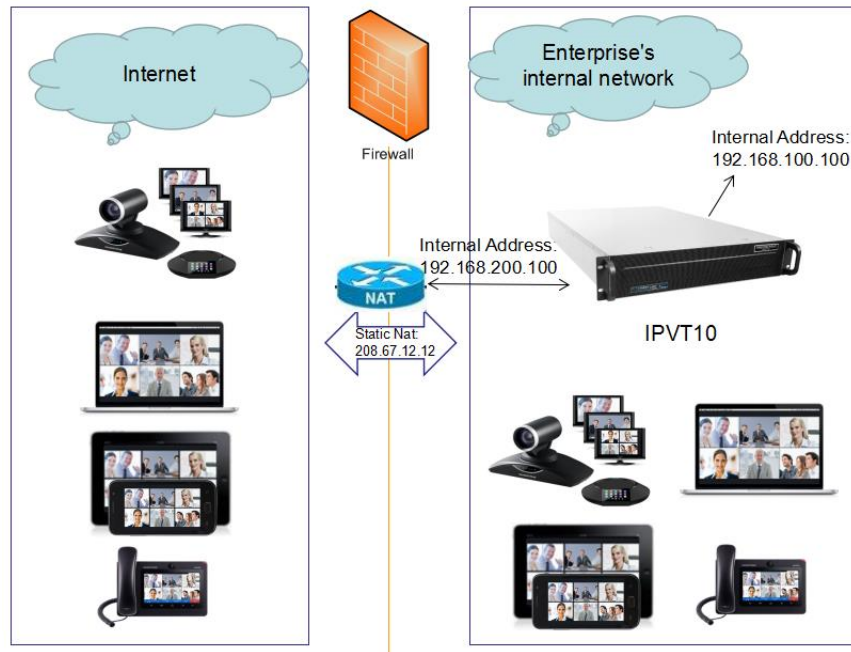 Internet
Enterprise's
internal network
Firewall
Internal Address:
192.168.100.100
Internal Address:
192.168.200.100
NAT
Static Nat:
208.67.12.12
IPVT10